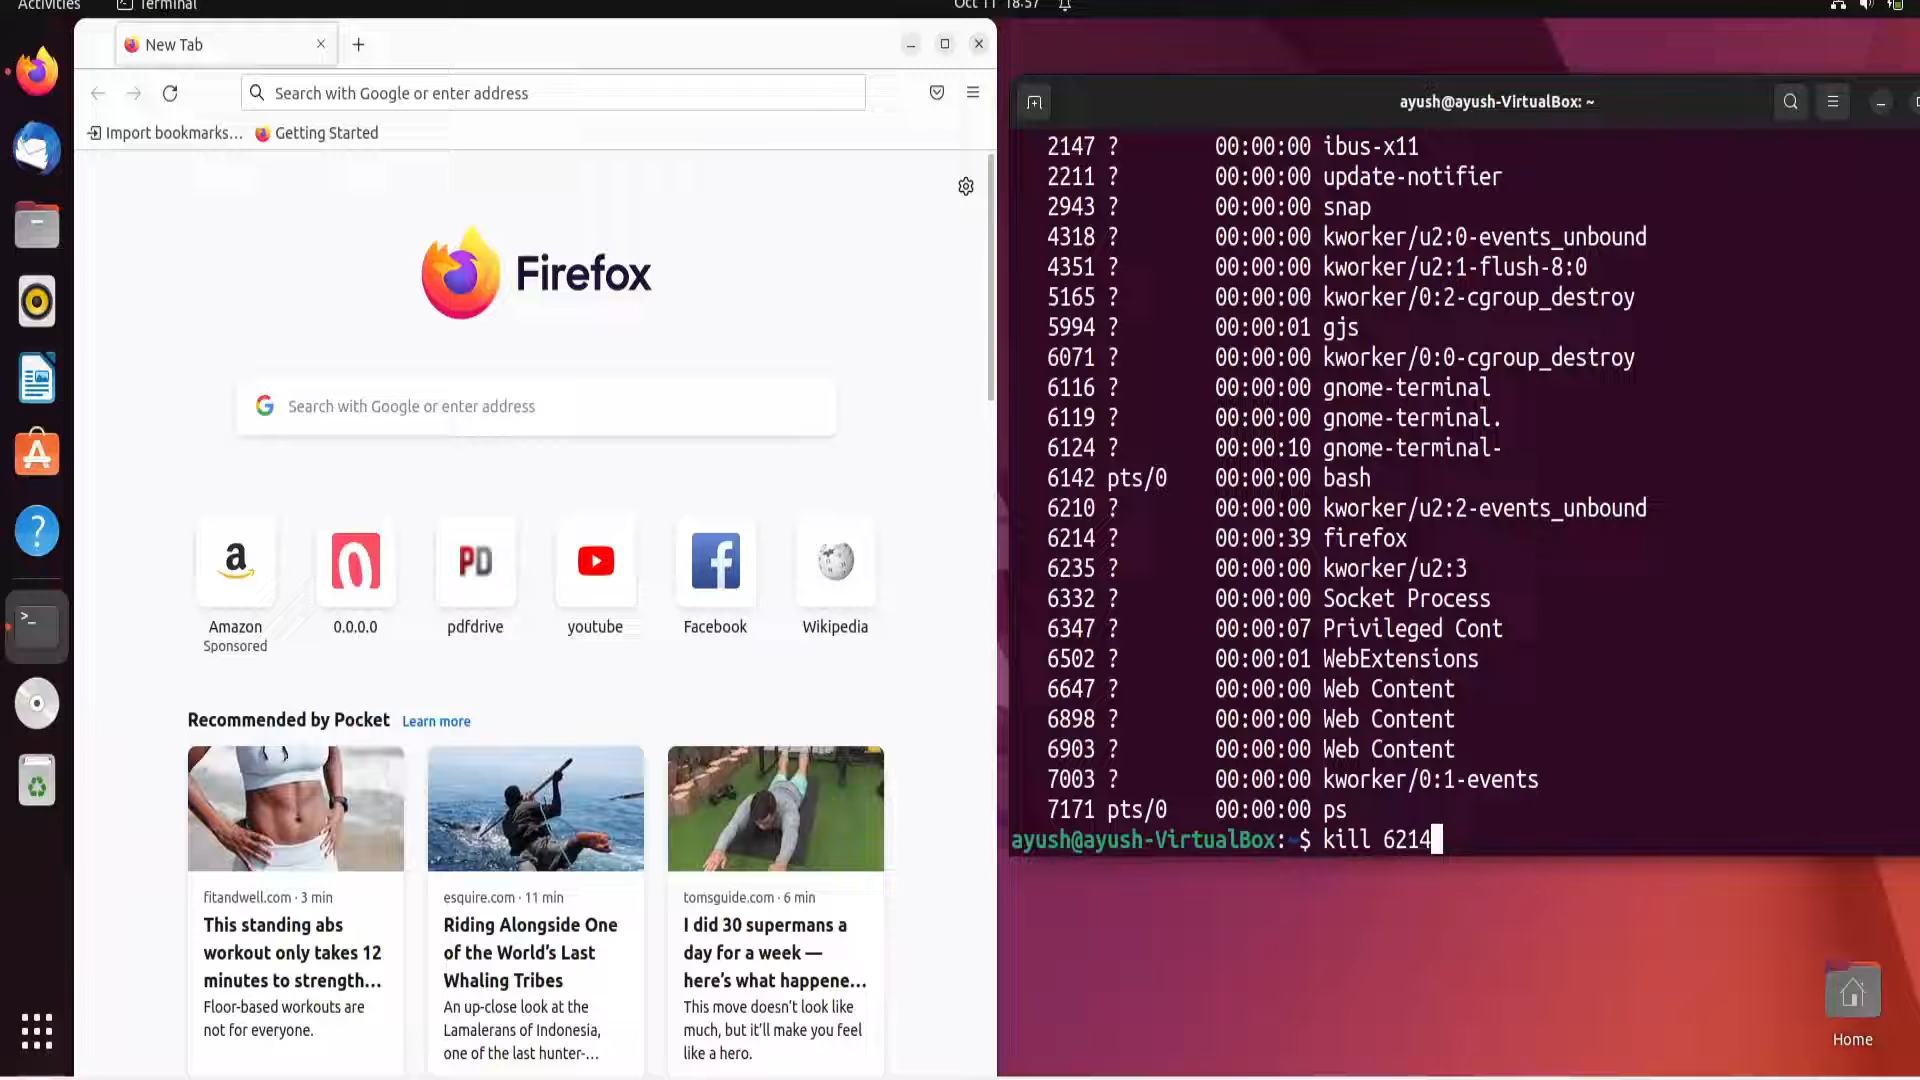 Activities
Terminal
Oct 11 18:57
New Tab
Search with Google or enter address
Import bookmarks...
Getting Started
Firefox
Search with Google or enter address
Amazon
Sponsored
0.0.0.0
PD
pdfdrive
youtube
Facebook
Wikipedia
Recommended by Pocket Learn more
fitandwell.com · 3 min
This standing abs
workout only takes 12
minutes to strength...
Floor-based workouts are
not for everyone.
esquire.com · 11 min
Riding Alongside One
of the World's Last
Whaling Tribes
An up-close look at the
Lamalerans of Indonesia,
one of the last hunter-...
tomsguide.com · 6 min
I did 30 supermans a
day for a week —
here's what happene...
This move doesn't look like
much, but it'll make you feel
like a hero.
ayush@ayush-VirtualBox: ~
2147 ? 00:00:00 ibus-x11
2211 ? 00:00:00 update-notifier
2943 ? 00:00:00 snap
4318 ? 00:00:00 kworker/u2:0-events_unbound
4351 ? 00:00:00 kworker/u2:1-flush-8:0
5165 ? 00:00:00 kworker/0:2-cgroup_destroy
5994 ? 00:00:01 gjs
6071 ? 00:00:00 kworker/0:0-cgroup_destroy
6116 ? 00:00:00 gnome-terminal
6119 ? 00:00:00 gnome-terminal.
6124 ? 00:00:10 gnome-terminal-
6142 pts/0 00:00:00 bash
6210 ? 00:00:00 kworker/u2:2-events_unbound
6214 ? 00:00:39 firefox
6235 ? 00:00:00 kworker/u2:3
6332 ? 00:00:00 Socket Process
6347 ? 00:00:07 Privileged Cont
6502 ? 00:00:01 WebExtensions
6647 ? 00:00:00 Web Content
6898 ? 00:00:00 Web Content
6903 ? 00:00:00 Web Content
7003 ? 00:00:00 kworker/0:1-events
7171 pts/0 00:00:00 ps
ayush@ayush-VirtualBox:~$ kill 6214
Home